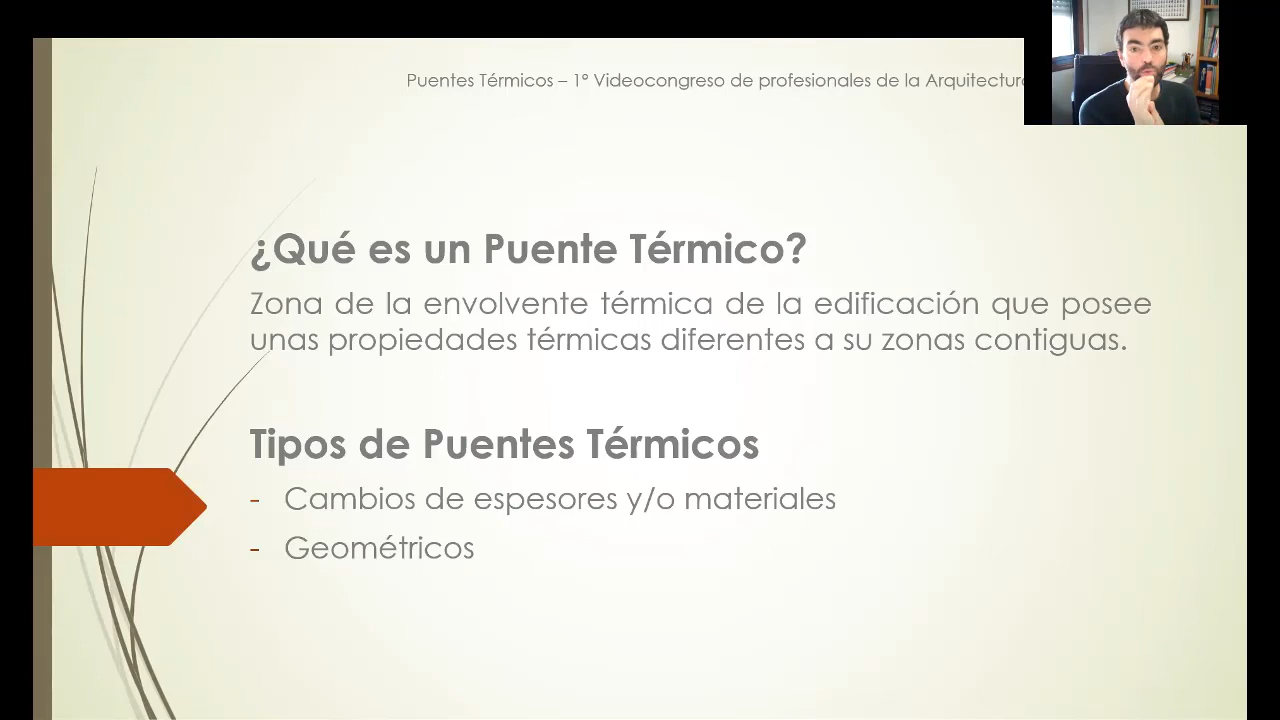 Puentes Térmicos – 1º Videocongreso de profesionales de la Arquitectura
¿Qué es un Puente Térmico?
Zona de la envolvente térmica de la edificación que posee
unas propiedades térmicas diferentes a su zonas contiguas.
Tipos de Puentes Térmicos
- Cambios de espesores y/o materiales
- Geométricos